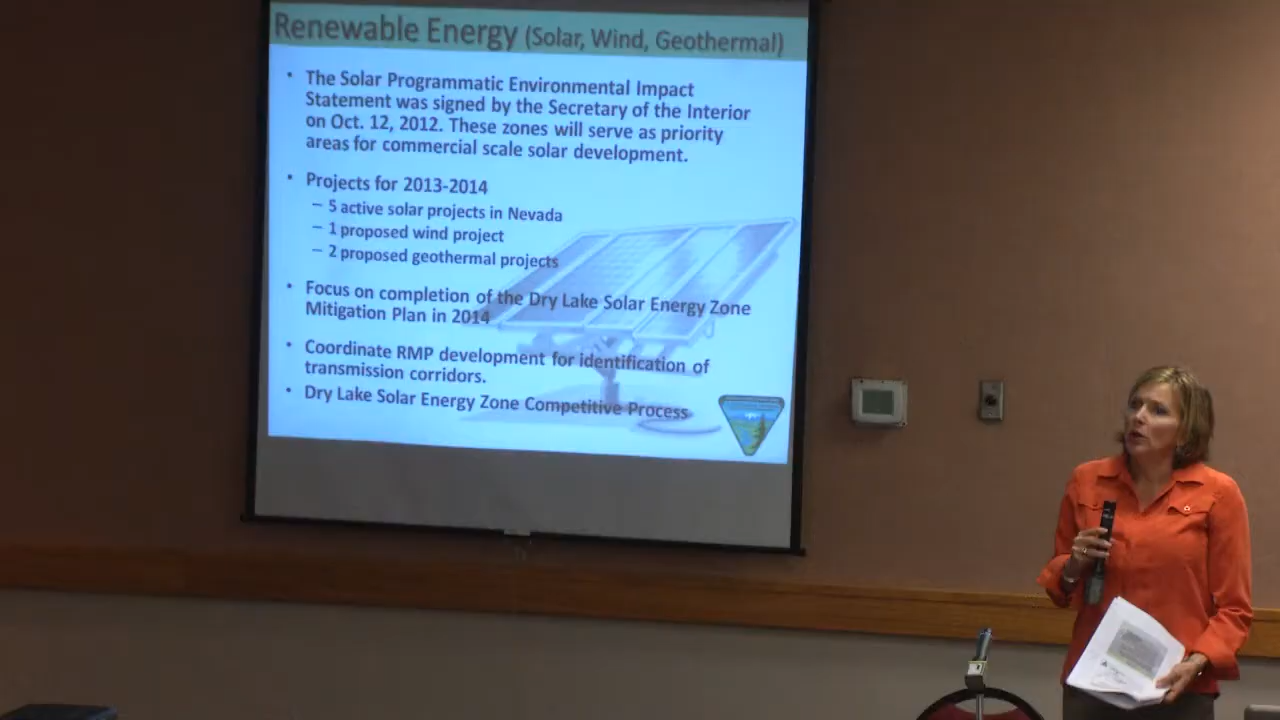 Renewable Energy (Solar, Wind, Geothermal)
• The Solar Programmatic Environmental Impact
Statement was signed by the Secretary of the Interior
on Oct. 12, 2012. These zones will serve as priority
areas for commercial scale solar development.
• Projects for 2013-2014
– 5 active solar projects in Nevada
– 1 proposed wind project
– 2 proposed geothermal projects
• Focus on completion of the Dry Lake Solar Energy Zone
Mitigation Plan in 2014
• Coordinate RMP development for identification of
transmission corridors.
• Dry Lake Solar Energy Zone Competitive Process